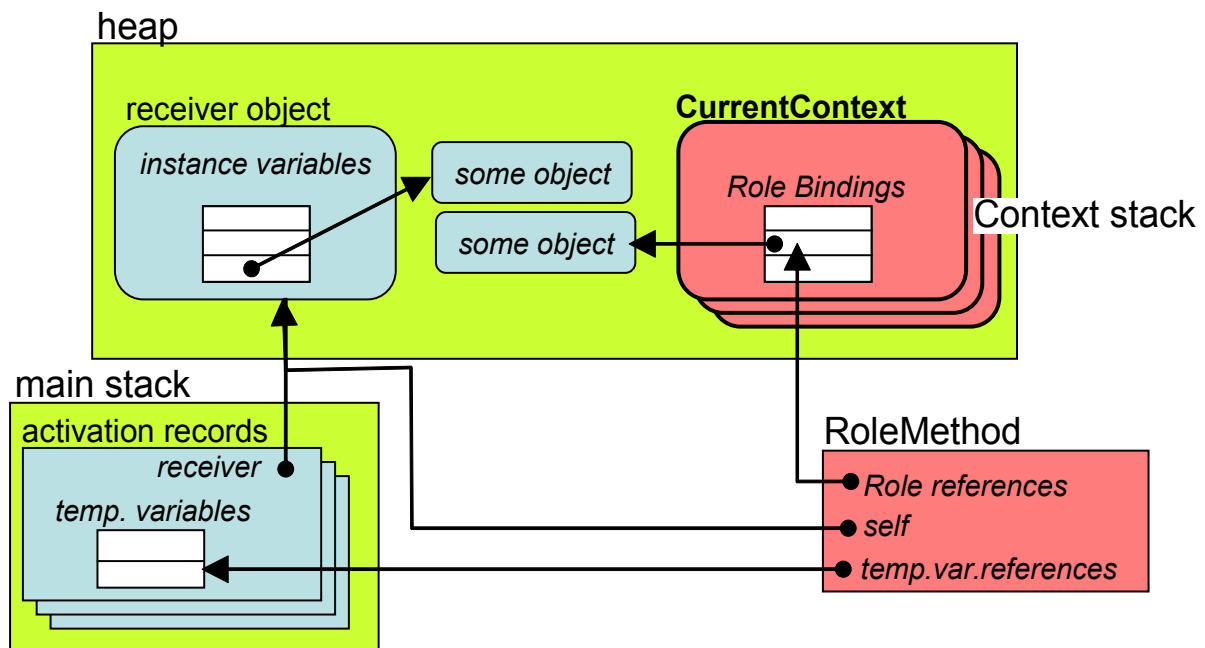 heap
receiver object
CurrentContext
instance variables
some object
Role Bindings
some object
Context stack
main stack
activation records
receiver
temp. variables
RoleMethod
Role references
self
temp.var.references